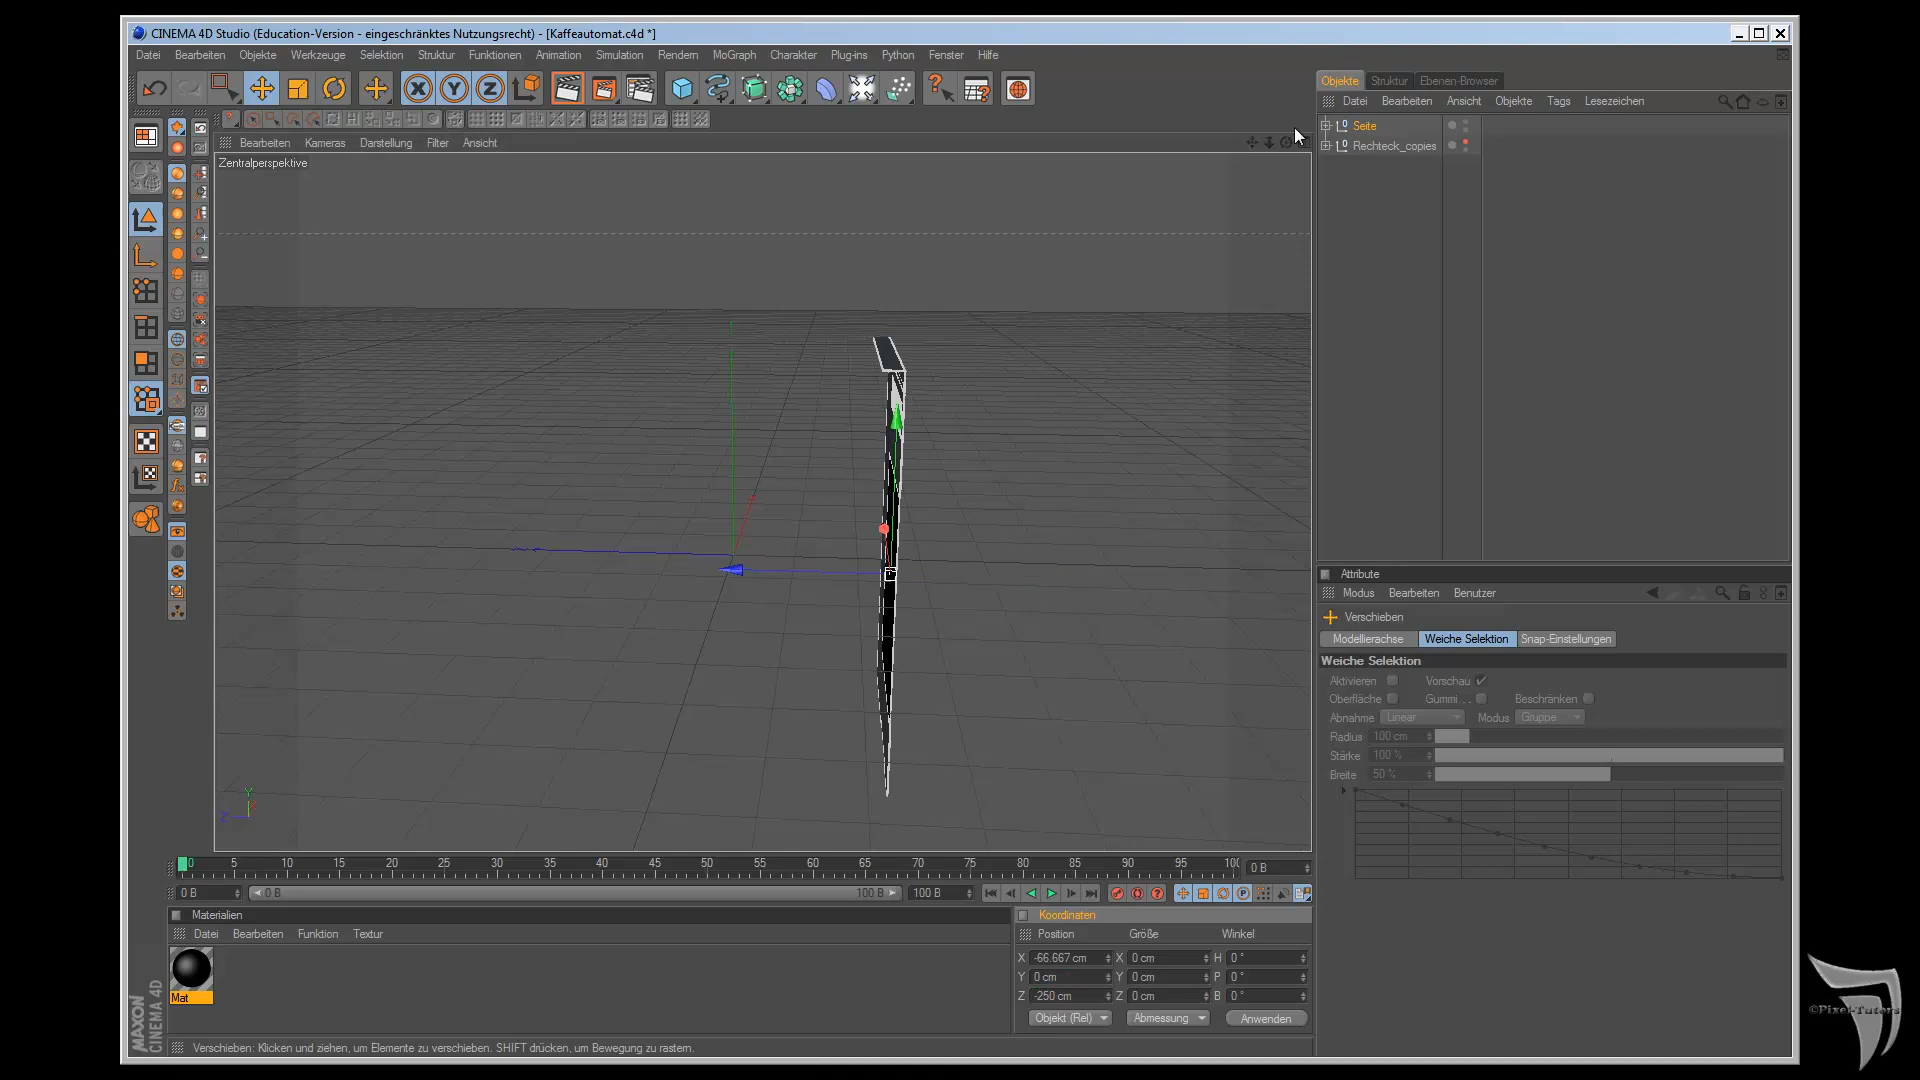 CINEMA 4D Studio (Education-Version - eingeschränktes Nutzungsrecht) - [Kaffeautomat.c4d *]
Datei Bearbeiten Objekte Werkzeuge Selektion Struktur Funktionen Animation Simulation Rendern MoGraph Charakter Plug-ins Python Fenster Hilfe
Objekte Struktur Ebenen-Browser
Datei Bearbeiten Ansicht Objekte Tags Lesezeichen
Bearbeiten Kameras Darstellung Filter Ansicht
Zentralperspektive
Seite
Rechteck_copies
Attribute
Modus Bearbeiten Benutzer
Verschieben
Modellierachse Weiche Selektion Snap-Einstellungen
Weiche Selektion
Aktivieren Vorschau
Oberfläche Gummi . . Beschränken
Abnahme Linear Modus Gruppe
Radius 100 cm
Stärke 100 %
Breite 50 %
Y
X
Z
0 5 10 15 20 25 30 35 40 45 50 55 60 65 70 75 80 85 90 95 100 0 B
0 B 0 B 100 B 100 B
Materialien
Datei Bearbeiten Funktion Textur
Mat
Koordinaten
Position Größe Winkel
X -66.667 cm X 0 cm H 0 °
Y 0 cm Y 0 cm P 0 °
Z -250 cm Z 0 cm B 0 °
Objekt (Rel) Abmessung Anwenden
MAXON
CINEMA 4D
Verschieben: Klicken und ziehen, um Elemente zu verschieben. SHIFT drücken, um Bewegung zu rastern.
©Pixel-Tutors